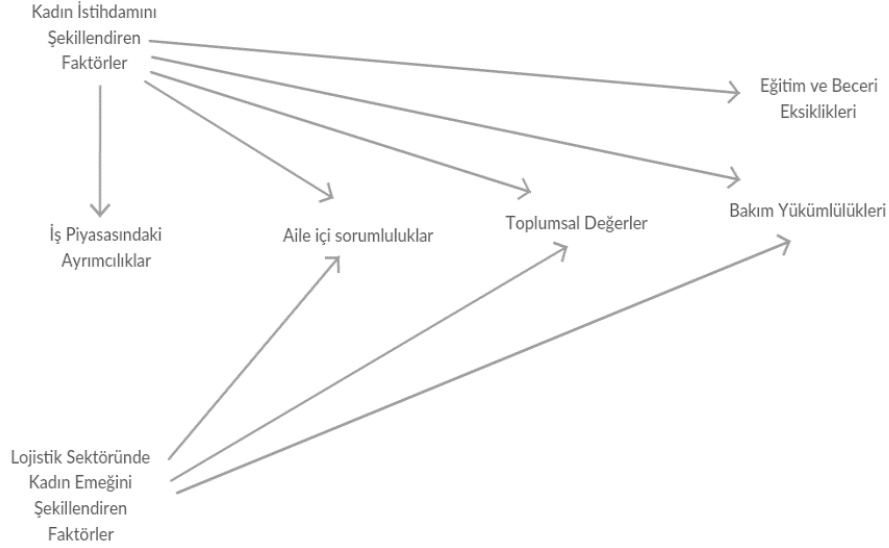 Kadın İstihdamını
Şekillendiren
Faktörler
Eğitim ve Beceri
Eksiklikleri
Bakım Yükümlülükleri
Toplumsal Değerler
Aile içi sorumluluklar
İş Piyasasındaki
Ayrımcılıklar
Lojistik Sektöründe
Kadın Emeğini
Şekillendiren
Faktörler